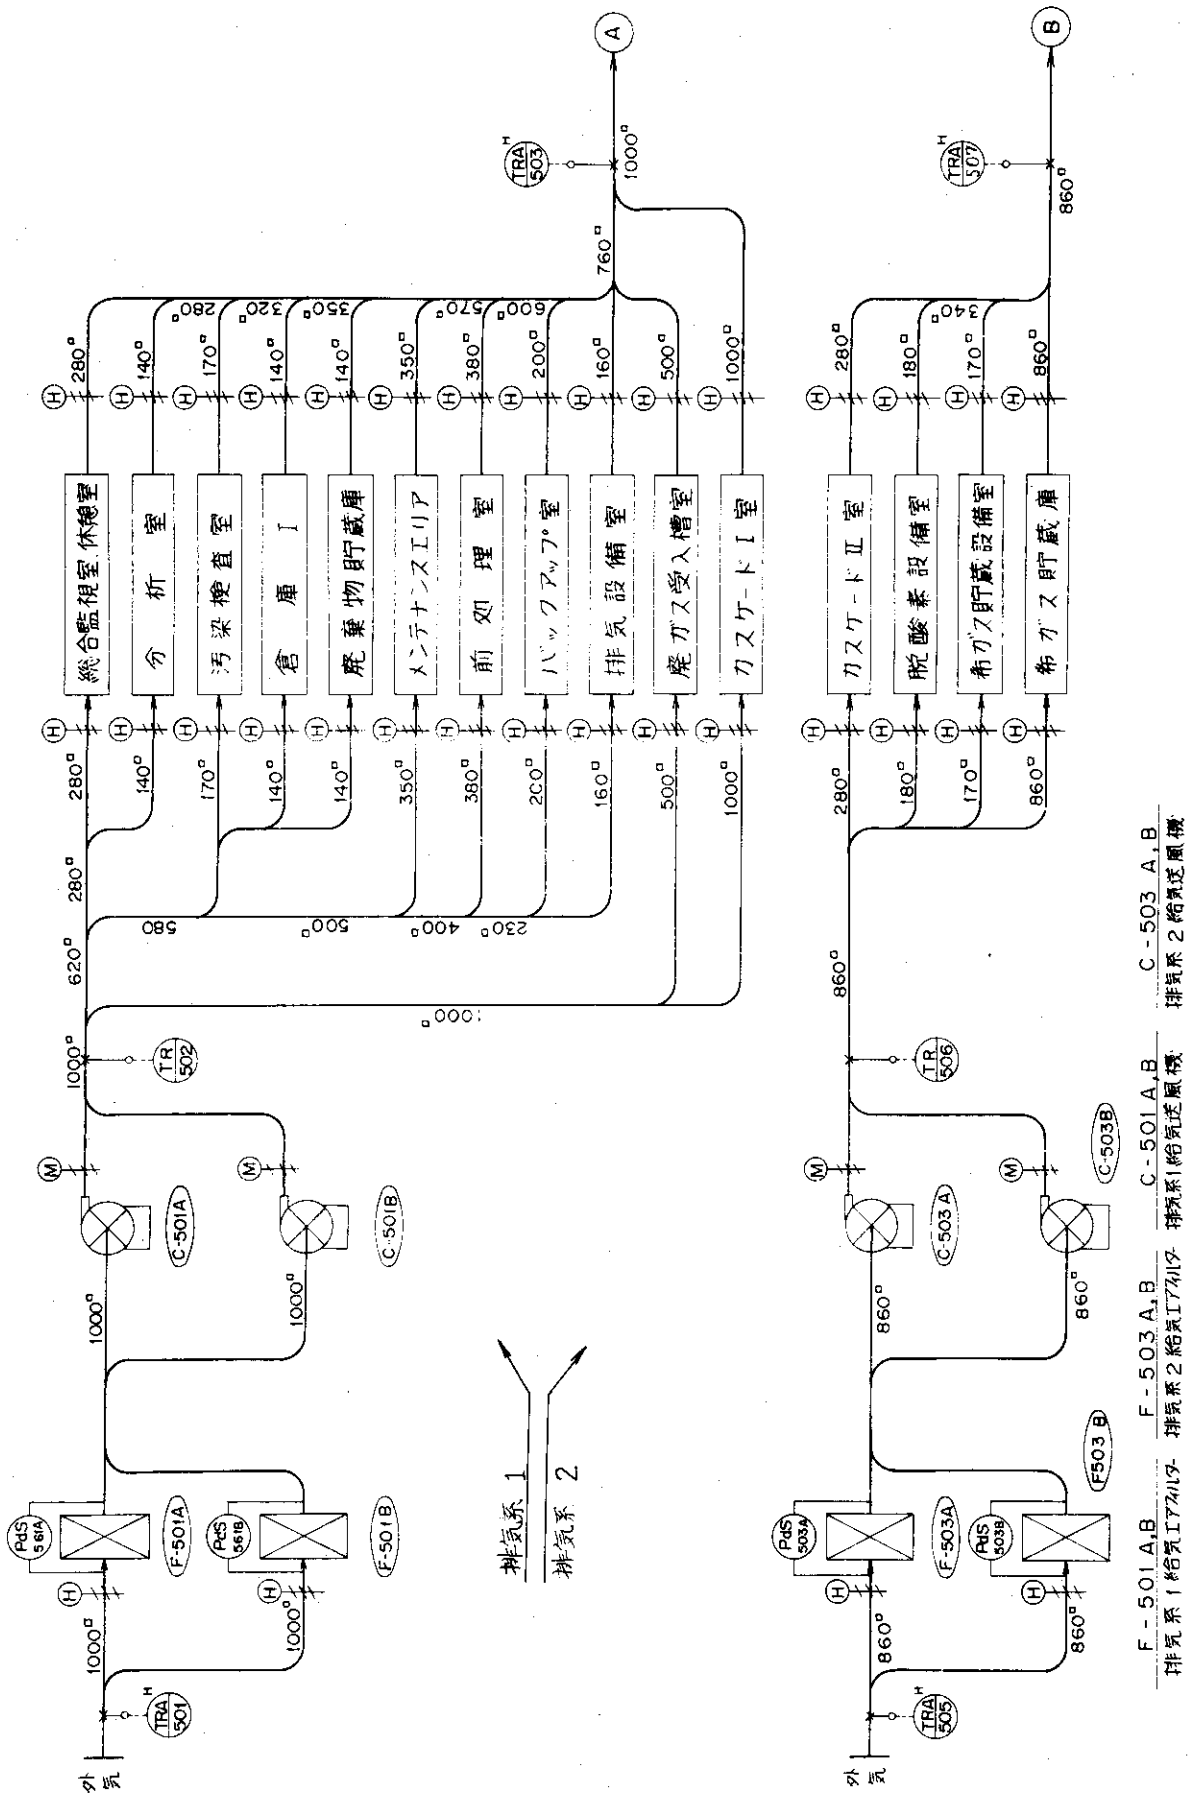 外気
TRA
501
H
1000□
1000□
H
H
PdS
561A
PdS
561B
F-501A
F-501B
1000□
1000□
C-501A
C-501B
M
M
1000□
TR
502
620□
280□
580
500□
400□
230□
1000□
280□
140□
170□
140□
140□
350□
380□
200□
160□
500□
1000□
H
H
H
H
H
H
H
H
H
H
H
総合監視室休憩室
分析室
汚染検査室
倉庫 I
廃棄物貯蔵庫
メンテナンスエリア
前処理室
バックアップ室
排気設備室
廃ガス受入槽室
カスケード I 室
H
H
H
H
H
H
H
H
H
H
H
280□
140□
170□
140□
140□
350□
380□
200□
160□
500□
1000□
280□
320□
350□
570□
600□
760□
TRA
503
H
1000□
A
排気系 1
排気系 2
外気
TRA
505
H
860□
860□
H
H
PdS
503A
PdS
503B
F-503A
F503B
860□
860□
C-503A
C-503B
M
M
TR
506
860□
280□
180□
170□
860□
H
H
H
H
カスケード II 室
脱酸素設備室
希ガス貯蔵設備室
希ガス貯蔵庫
H
H
H
H
280□
180□
170□
860□
340□
TRA
507
H
860□
B
F-501A,B
排気系1給気エアフィルタ
F-503A,B
排気系2給気エアフィルタ
C-501A,B
排気系1給気送風機
C-503A,B
排気系2給気送風機